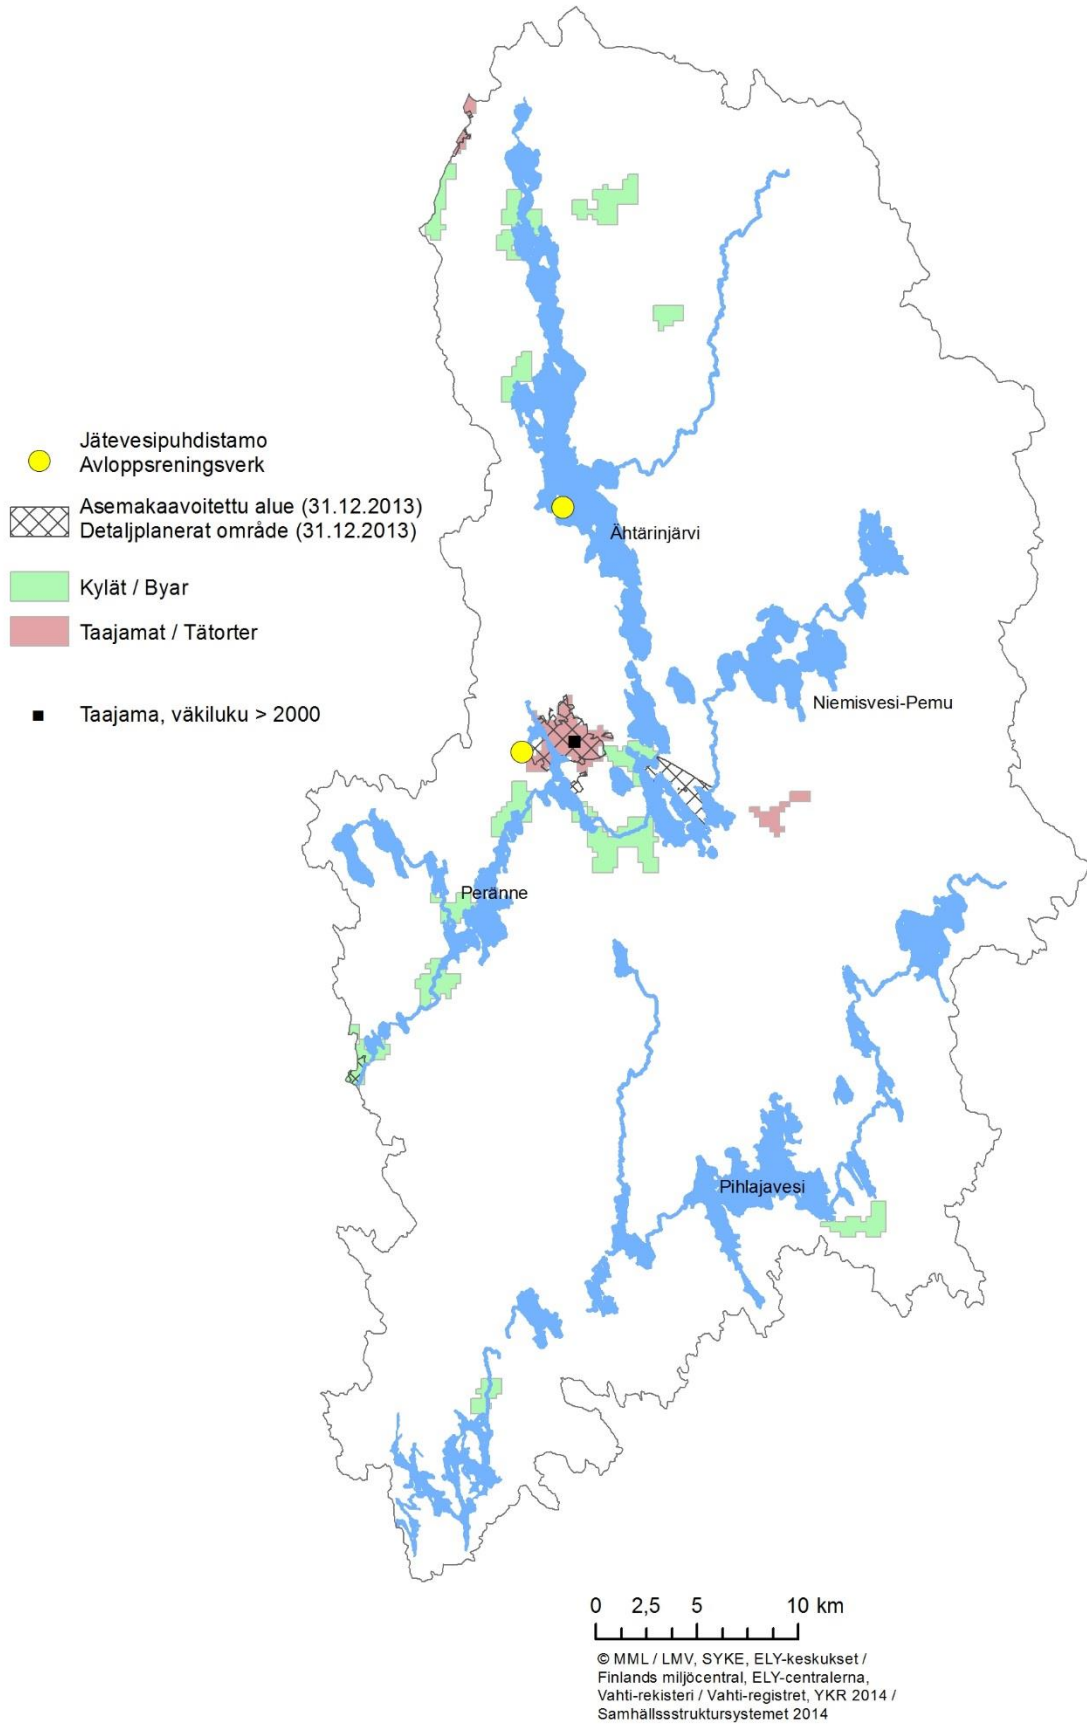 Jätevesipuhdistamo
Avloppsreningsverk
Asemakaavoitettu alue (31.12.2013)
Detaljplanerat område (31.12.2013)
Kylät / Byar
Taajamat / Tätorter
Taajama, väkiluku > 2000
Ähtärinjärvi
Niemisvesi-Pemu
Peränne
Pihlajavesi
0 2,5 5 10 km
© MML / LMV, SYKE, ELY-keskukset /
Finlands miljöcentral, ELY-centralerna,
Vahti-rekisteri / Vahti-registret, YKR 2014 /
Samhällssstruktursystemet 2014